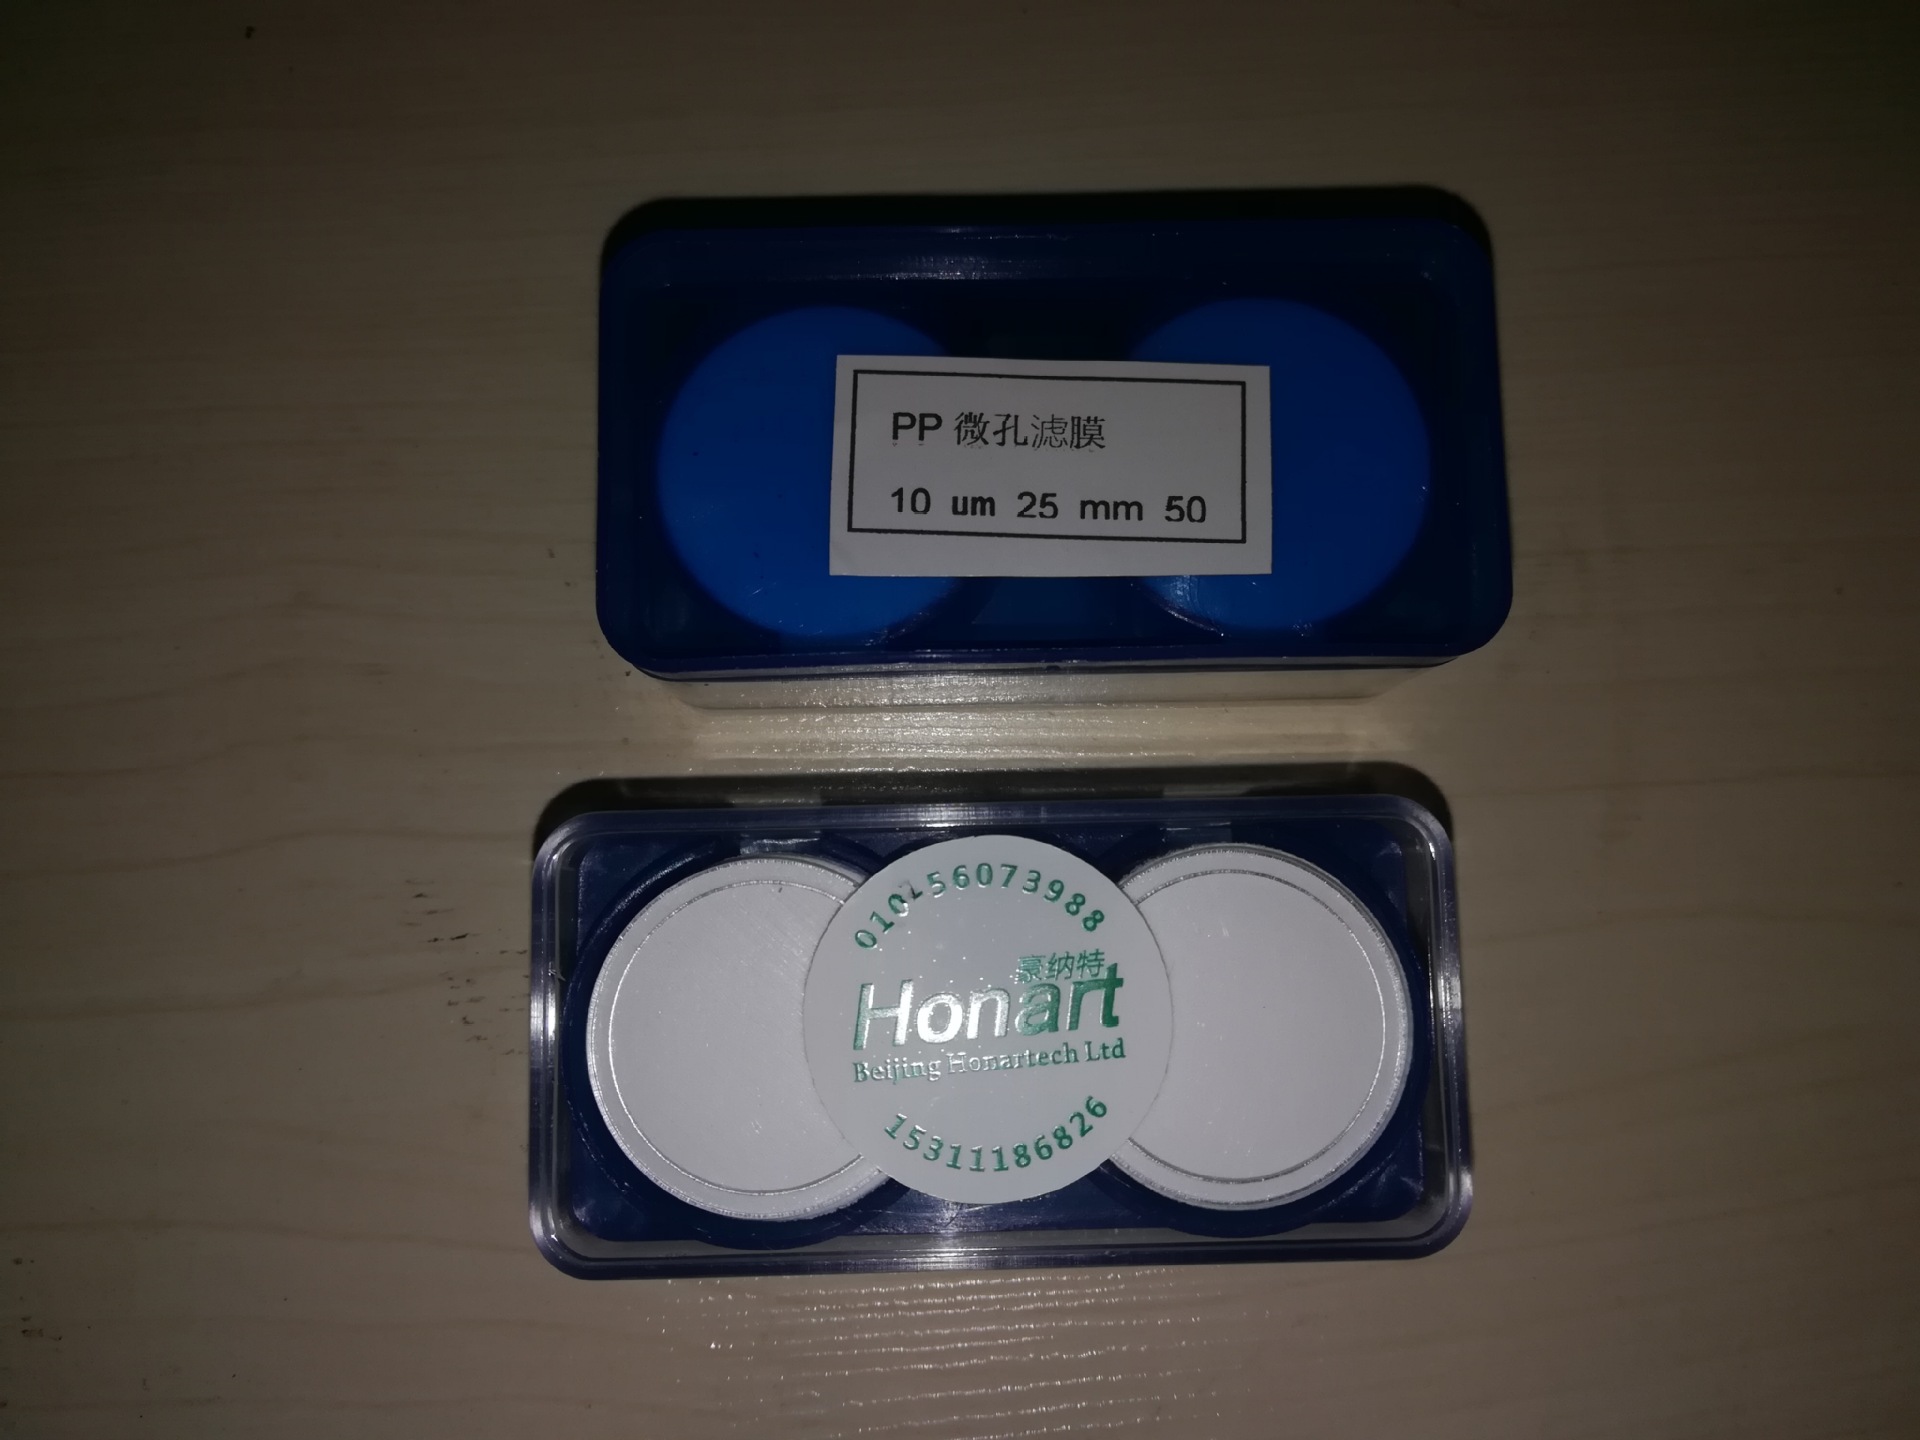 PP 微孔滤膜
10 um 25 mm 50
010-56073988
豪纳特
Honart
Beijing Honartech Ltd
15311186826